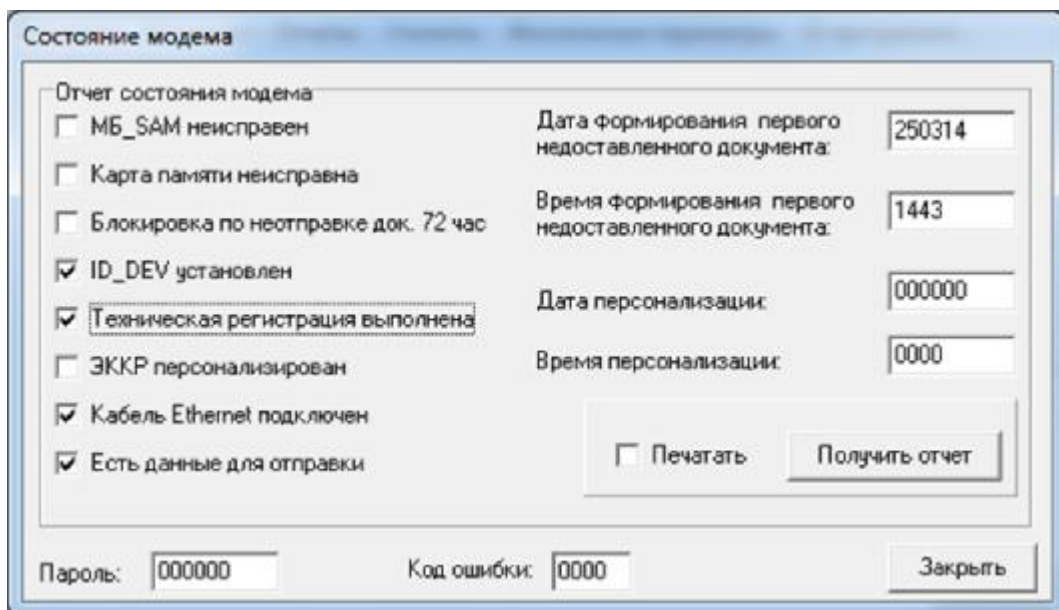 Состояние модема
Отчет состояния модема
МБ_SAM неисправен
Карта памяти неисправна
Блокировка по неотправке док. 72 час
ID_DEV установлен
Техническая регистрация выполнена
ЭККР персонализирован
Кабель Ethernet подключен
Есть данные для отправки
Дата формирования первого
недоставленного документа:
250314
Время формирования первого
недоставленного документа:
1443
Дата персонализации:
000000
Время персонализации:
0000
Печатать
Получить отчет
Пароль:
000000
Код ошибки:
0000
Закрыть